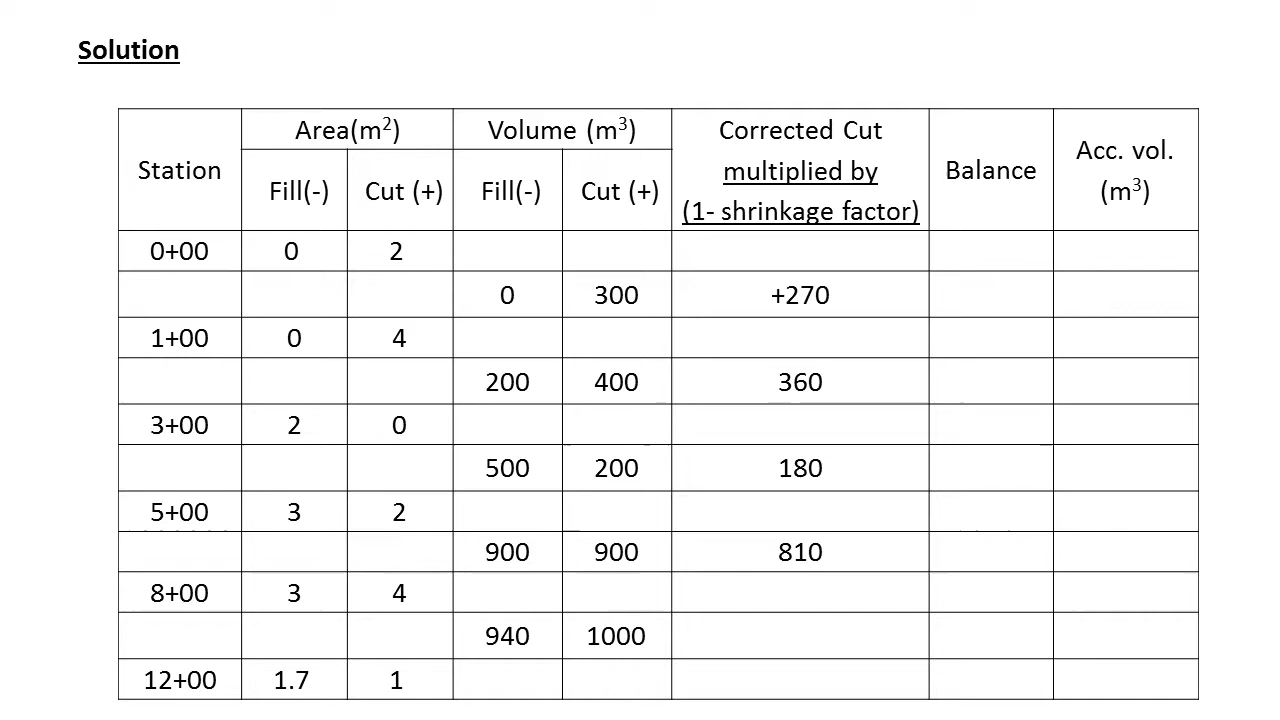 Solution
Station Area(m²) Volume (m³) Corrected Cut multiplied by (1- shrinkage factor) Balance Acc. vol. (m³)
Fill(-) Cut (+) Fill(-) Cut (+)
0+00 0 2
0 300 +270
1+00 0 4
200 400 360
3+00 2 0
500 200 180
5+00 3 2
900 900 810
8+00 3 4
940 1000
12+00 1.7 1